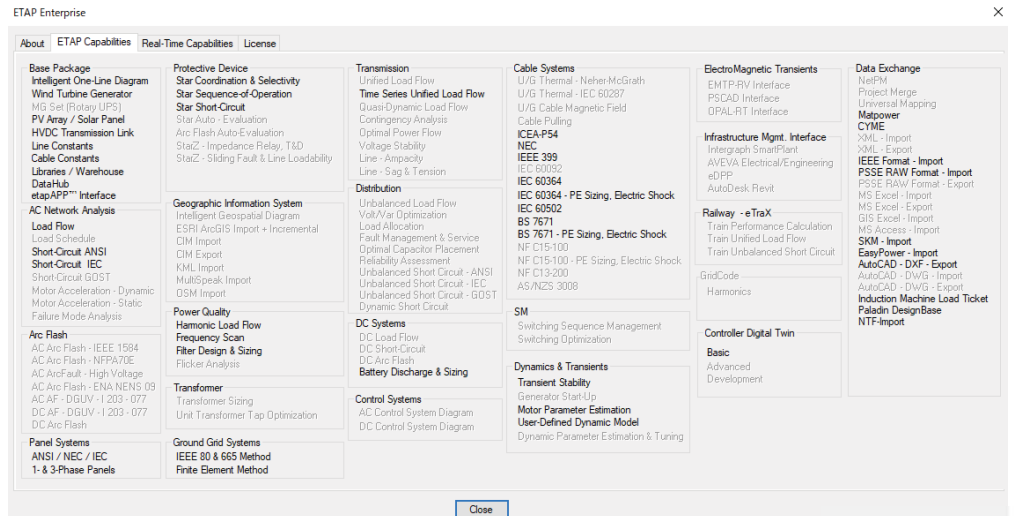 ETAP Enterprise
About
ETAP Capabilities
Real-Time Capabilities
License
Base Package
Intelligent One-Line Diagram
Wind Turbine Generator
MG Set (Rotary UPS)
PV Array / Solar Panel
HVDC Transmission Link
Line Constants
Cable Constants
Libraries / Warehouse
DataHub
etapAPP™ Interface
AC Network Analysis
Load Flow
Load Schedule
Short-Circuit ANSI
Short-Circuit IEC
Short-Circuit GOST
Motor Acceleration - Dynamic
Motor Acceleration - Static
Failure Mode Analysis
Arc Flash
AC Arc Flash - IEEE 1584
AC Arc Flash - NFPA70E
AC ArcFault - High Voltage
AC Arc Flash - ENA NENS 09
AC AF - DGUV - I 203 - 077
DC AF - DGUV - I 203 - 077
DC Arc Flash
Panel Systems
ANSI / NEC / IEC
1- & 3-Phase Panels
Protective Device
Star Coordination & Selectivity
Star Sequence-of-Operation
Star Short-Circuit
Star Auto - Evaluation
Arc Flash Auto-Evaluation
StarZ - Impedance Relay, T&D
StarZ - Sliding Fault & Line Loadability
Geographic Information System
Intelligent Geospatial Diagram
ESRI ArcGIS Import + Incremental
CIM Import
CIM Export
KML Import
MultiSpeak Import
OSM Import
Power Quality
Harmonic Load Flow
Frequency Scan
Filter Design & Sizing
Flicker Analysis
Transformer
Transformer Sizing
Unit Transformer Tap Optimization
Ground Grid Systems
IEEE 80 & 665 Method
Finite Element Method
Transmission
Unified Load Flow
Time Series Unified Load Flow
Quasi-Dynamic Load Flow
Contingency Analysis
Optimal Power Flow
Voltage Stability
Line - Ampacity
Line - Sag & Tension
Distribution
Unbalanced Load Flow
Volt/Var Optimization
Load Allocation
Fault Management & Service
Optimal Capacitor Placement
Reliability Assessment
Unbalanced Short Circuit - ANSI
Unbalanced Short Circuit - IEC
Unbalanced Short Circuit - GOST
Dynamic Short Circuit
DC Systems
DC Load Flow
DC Short-Circuit
DC Arc Flash
Battery Discharge & Sizing
Control Systems
AC Control System Diagram
DC Control System Diagram
Cable Systems
U/G Thermal - Neher-McGrath
U/G Thermal - IEC 60287
U/G Cable Magnetic Field
Cable Pulling
ICEA-P54
NEC
IEEE 399
IEC 60092
IEC 60364
IEC 60364 - PE Sizing, Electric Shock
IEC 60502
BS 7671
BS 7671 - PE Sizing, Electric Shock
NF C15-100
NF C15-100 - PE Sizing, Electric Shock
NF C13-200
AS/NZS 3008
SM
Switching Sequence Management
Switching Optimization
Dynamics & Transients
Transient Stability
Generator Start-Up
Motor Parameter Estimation
User-Defined Dynamic Model
Dynamic Parameter Estimation & Tuning
ElectroMagnetic Transients
EMTP-RV Interface
PSCAD Interface
OPAL-RT Interface
Infrastructure Mgmt. Interface
Intergraph SmartPlant
AVEVA Electrical/Engineering
eDPP
AutoDesk Revit
Railway - eTraX
Train Performance Calculation
Train Unified Load Flow
Train Unbalanced Short Circuit
GridCode
Harmonics
Controller Digital Twin
Basic
Advanced
Development
Data Exchange
NetPM
Project Merge
Universal Mapping
Matpower
CYME
XML - Import
XML - Export
IEEE Format - Import
PSSE RAW Format - Import
PSSE RAW Format - Export
MS Excel - Import
MS Excel - Export
GIS Excel - Import
MS Access - Import
SKM - Import
EasyPower - Import
AutoCAD - DXF - Export
AutoCAD - DWG - Import
AutoCAD - DWG - Export
Induction Machine Load Ticket
Paladin DesignBase
NTF-Import
Close